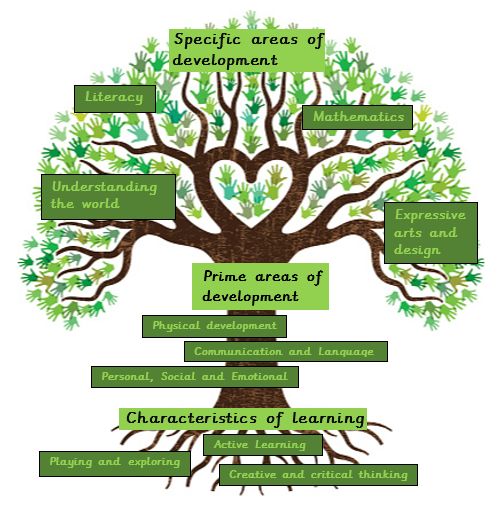 Specific areas of
development
Literacy
Mathematics
Understanding
the world
Expressive
arts and
design
Prime areas of
development
Physical development
Communication and Language
Personal, Social and Emotional
Characteristics of learning
Active Learning
Playing and exploring
Creative and critical thinking